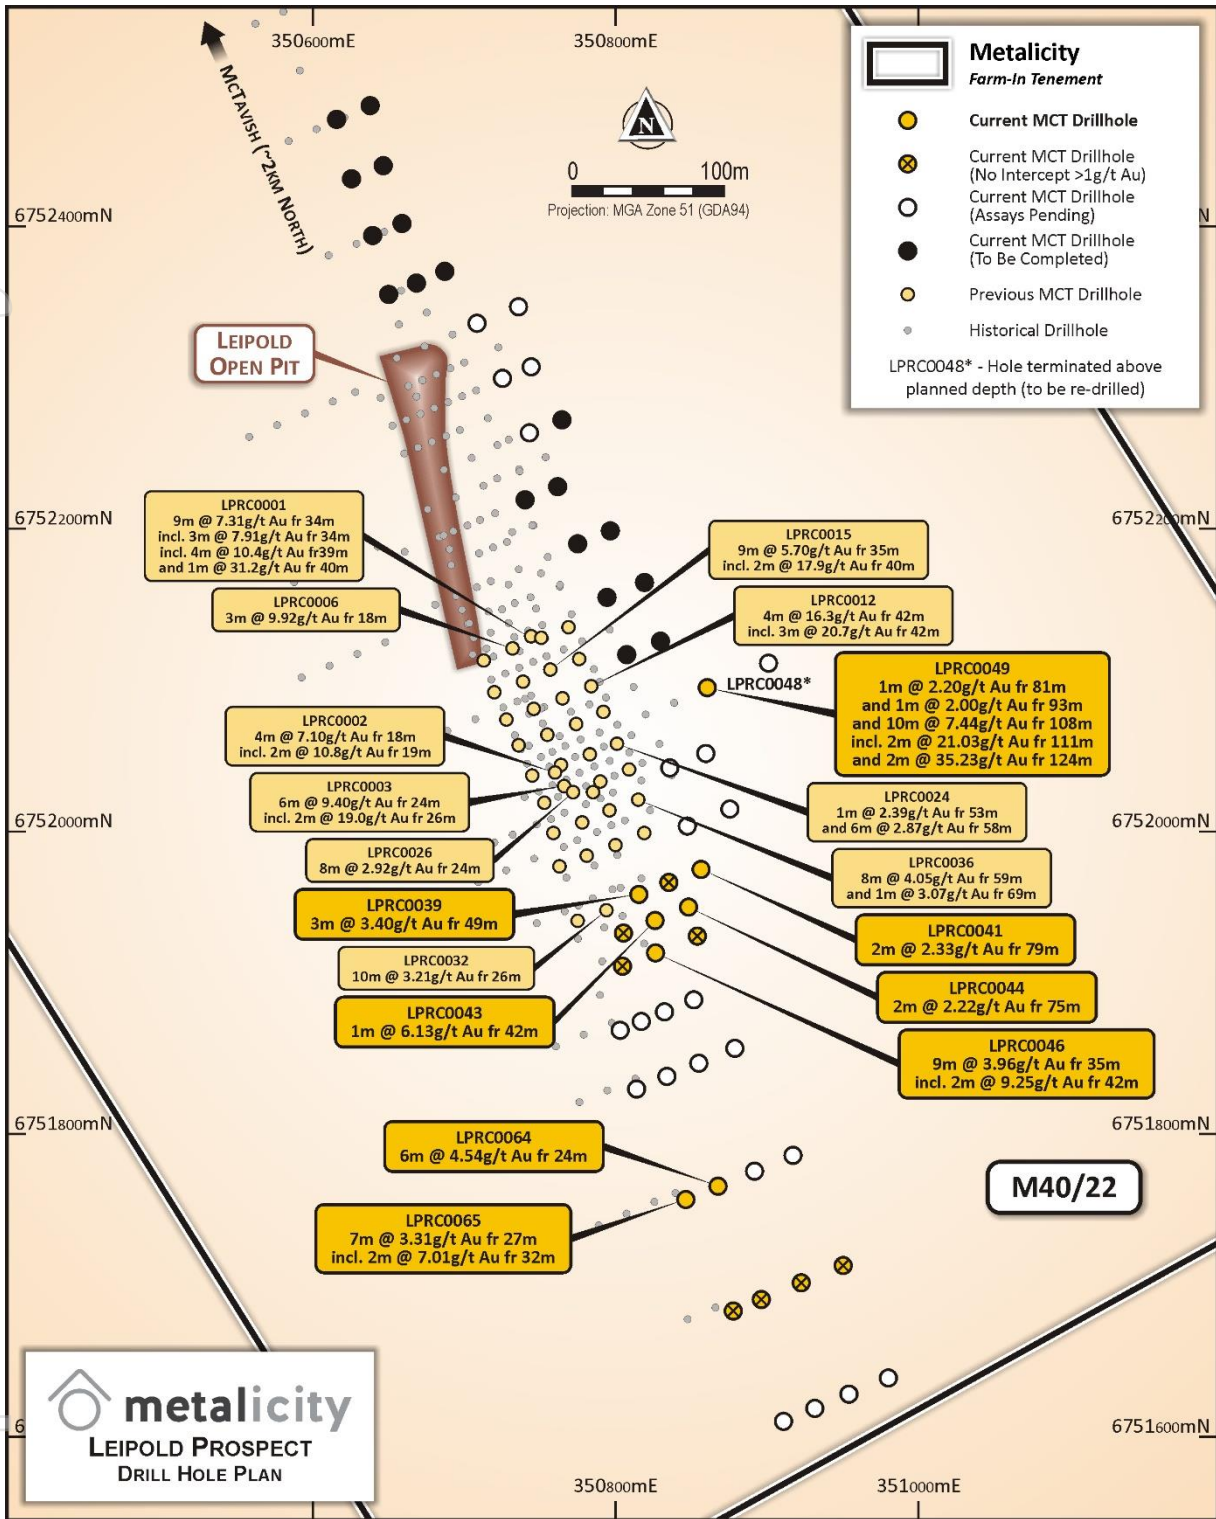 350600mE
350800mE
McTavish (~2km North)
N
0
100m
Projection: MGA Zone 51 (GDA94)
Metalicity
Farm-In Tenement
Current MCT Drillhole
Current MCT Drillhole
(No Intercept >1g/t Au)
Current MCT Drillhole
(Assays Pending)
Current MCT Drillhole
(To Be Completed)
Previous MCT Drillhole
Historical Drillhole
LPRC0048* - Hole terminated above
planned depth (to be re-drilled)
6752400mN
N
Leipold
Open Pit
6752200mN
6752200mN
LPRC0001
9m @ 7.31g/t Au fr 34m
incl. 3m @ 7.91g/t Au fr 34m
incl. 4m @ 10.4g/t Au fr39m
and 1m @ 31.2g/t Au fr 40m
LPRC0015
9m @ 5.70g/t Au fr 35m
incl. 2m @ 17.9g/t Au fr 40m
LPRC0006
3m @ 9.92g/t Au fr 18m
LPRC0012
4m @ 16.3g/t Au fr 42m
incl. 3m @ 20.7g/t Au fr 42m
LPRC0048*
LPRC0049
1m @ 2.20g/t Au fr 81m
and 1m @ 2.00g/t Au fr 93m
and 10m @ 7.44g/t Au fr 108m
incl. 2m @ 21.03g/t Au fr 111m
and 2m @ 35.23g/t Au fr 124m
LPRC0002
4m @ 7.10g/t Au fr 18m
incl. 2m @ 10.8g/t Au fr 19m
LPRC0003
6m @ 9.40g/t Au fr 24m
incl. 2m @ 19.0g/t Au fr 26m
LPRC0024
1m @ 2.39g/t Au fr 53m
and 6m @ 2.87g/t Au fr 58m
6752000mN
6752000mN
LPRC0026
8m @ 2.92g/t Au fr 24m
LPRC0036
8m @ 4.05g/t Au fr 59m
and 1m @ 3.07g/t Au fr 69m
LPRC0039
3m @ 3.40g/t Au fr 49m
LPRC0041
2m @ 2.33g/t Au fr 79m
LPRC0032
10m @ 3.21g/t Au fr 26m
LPRC0044
2m @ 2.22g/t Au fr 75m
LPRC0043
1m @ 6.13g/t Au fr 42m
LPRC0046
9m @ 3.96g/t Au fr 35m
incl. 2m @ 9.25g/t Au fr 42m
6751800mN
6751800mN
LPRC0064
6m @ 4.54g/t Au fr 24m
M40/22
LPRC0065
7m @ 3.31g/t Au fr 27m
incl. 2m @ 7.01g/t Au fr 32m
metalicity
Leipold Prospect
Drill Hole Plan
6
6751600mN
350800mE
351000mE